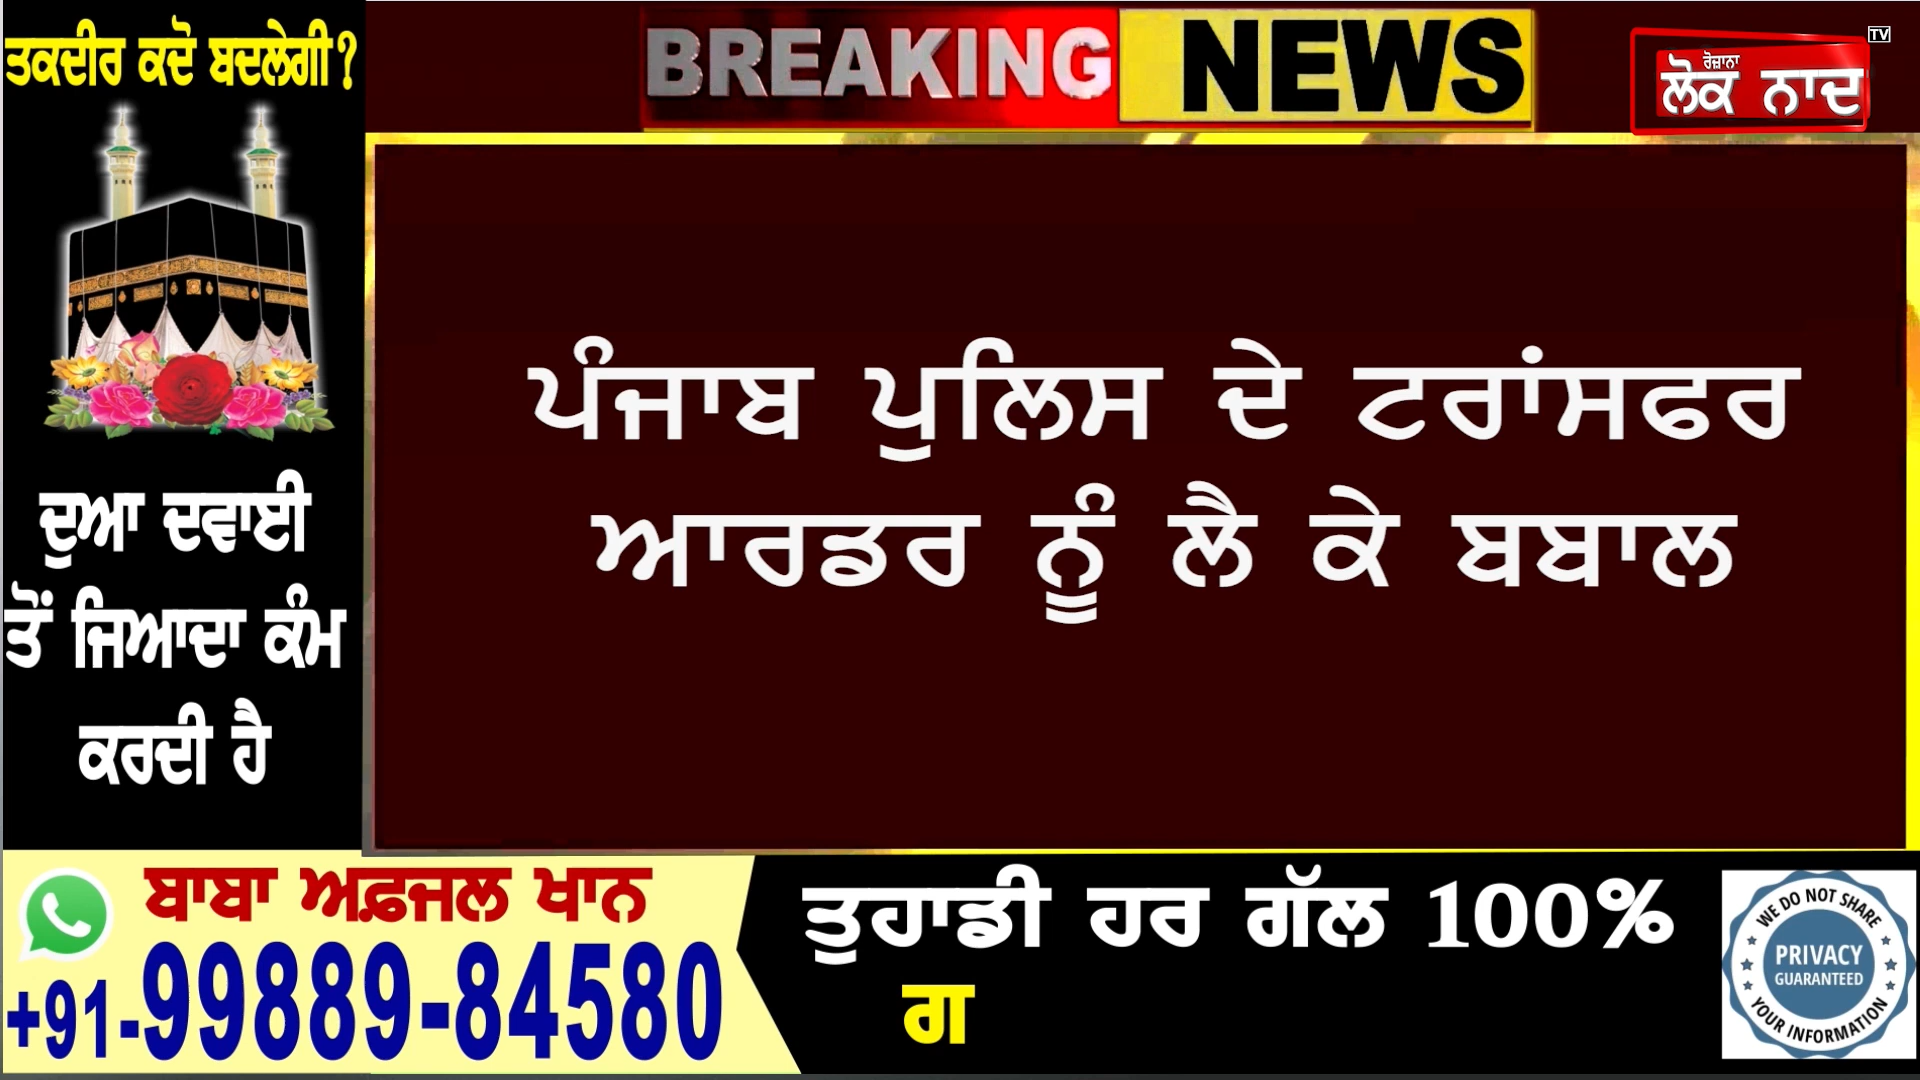 ਤਕਦੀਰ ਕਦੋ ਬਦਲੇਗੀ?
BREAKING NEWS
TV
ਰੋਜ਼ਾਨਾ
ਲੋਕ ਨਾਦ
ਪੰਜਾਬ ਪੁਲਿਸ ਦੇ ਟਰਾਂਸਫਰ
ਆਰਡਰ ਨੂੰ ਲੈ ਕੇ ਬਬਾਲ
ਦੁਆ ਦਵਾਈ
ਤੋਂ ਜਿਆਦਾ ਕੰਮ
ਕਰਦੀ ਹੈ
ਬਾਬਾ ਅਫ਼ਜਲ ਖਾਨ
+91-99889-84580
ਤੁਹਾਡੀ ਹਰ ਗੱਲ 100%
ਗ
WE DO NOT SHARE
PRIVACY
GUARANTEED
YOUR INFORMATION